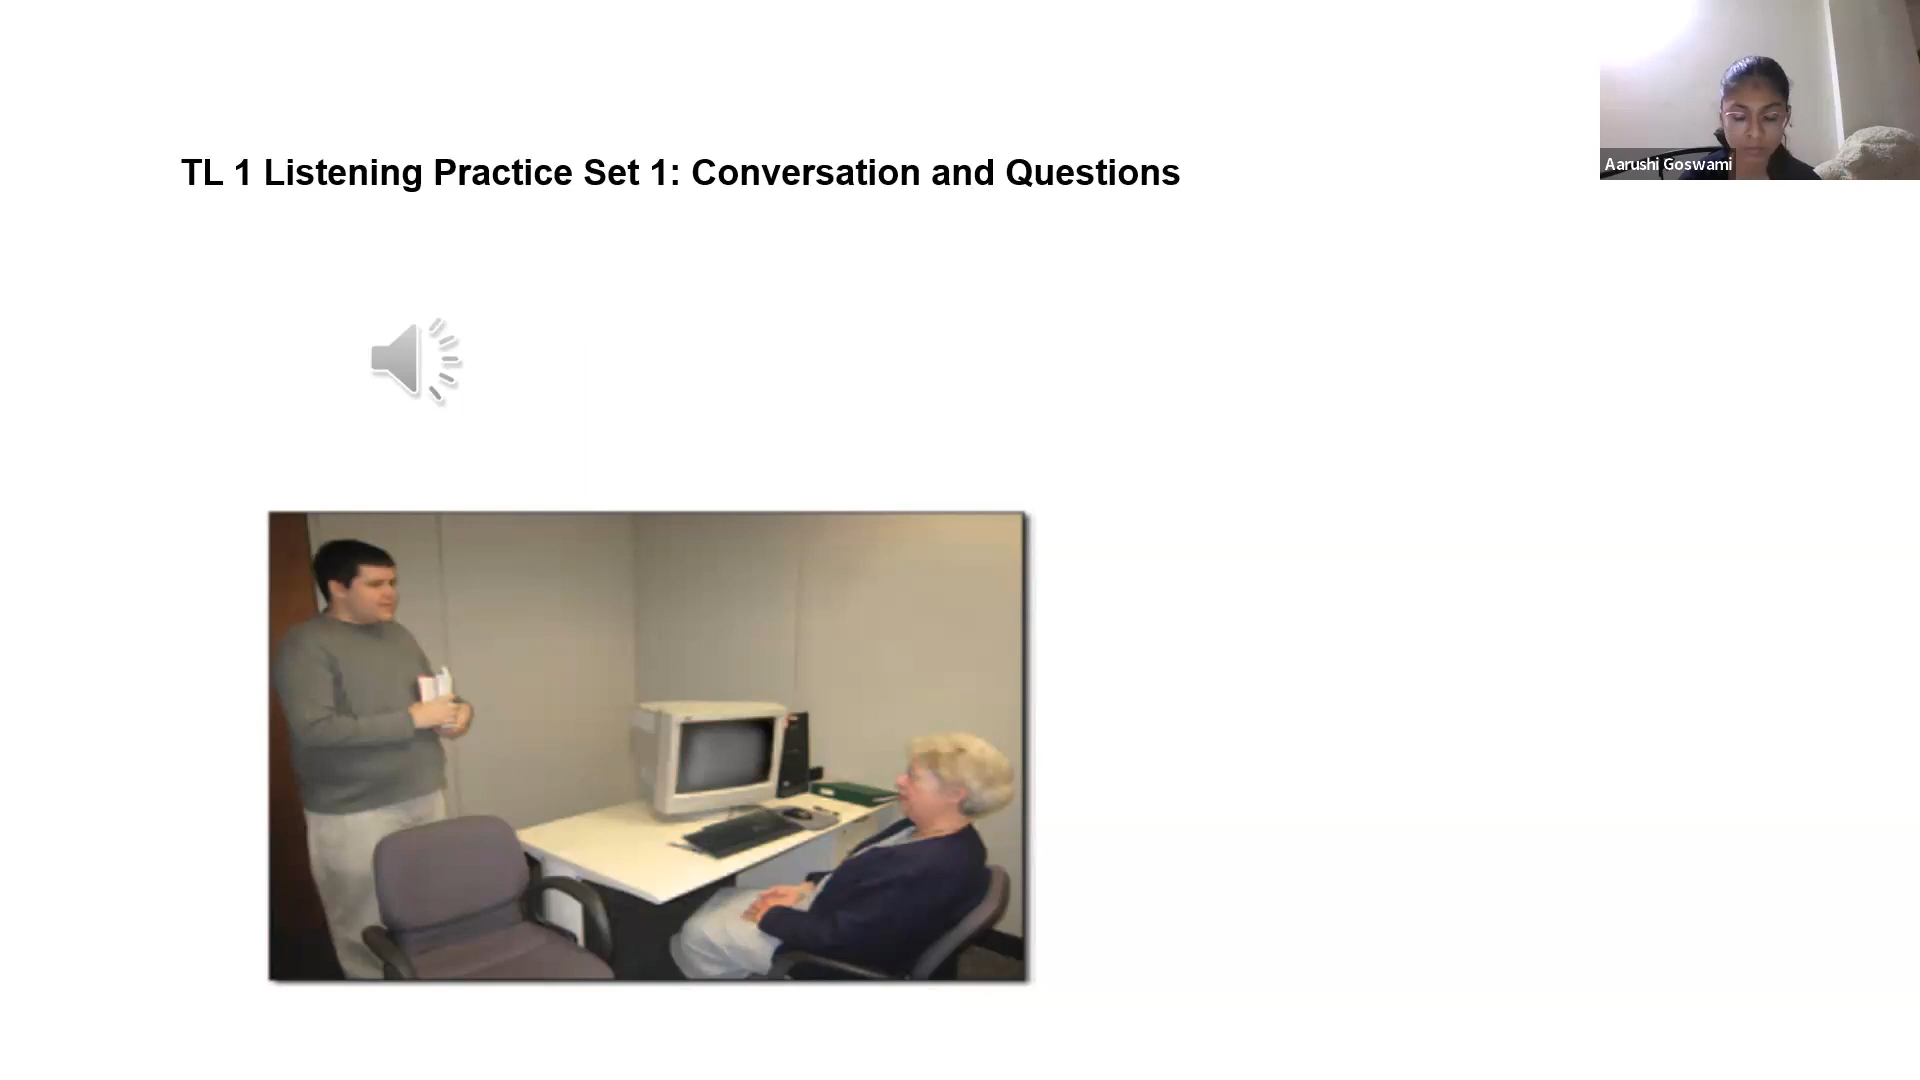 TL 1 Listening Practice Set 1: Conversation and Questions
Aarushi Goswami